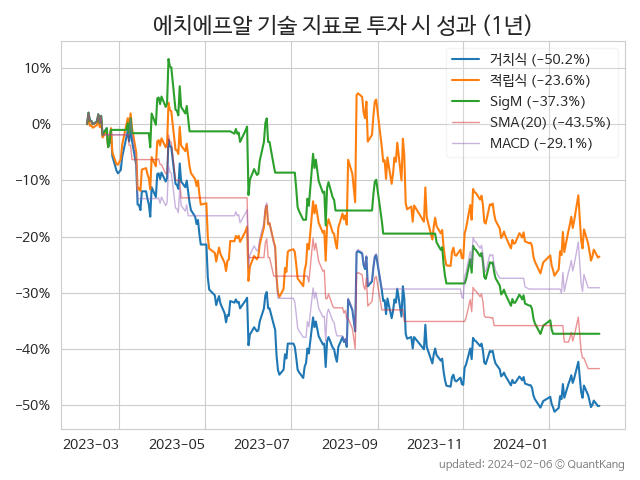 에치에프알 기술 지표로 투자 시 성과 (1년)
거치식 (−50.2%)
적립식 (−23.6%)
SigM (−37.3%)
SMA(20) (−43.5%)
MACD (−29.1%)
10%
0%
−10%
−20%
−30%
−40%
−50%
2023-03 2023-05 2023-07 2023-09 2023-11 2024-01
updated: 2024-02-06 © QuantKang